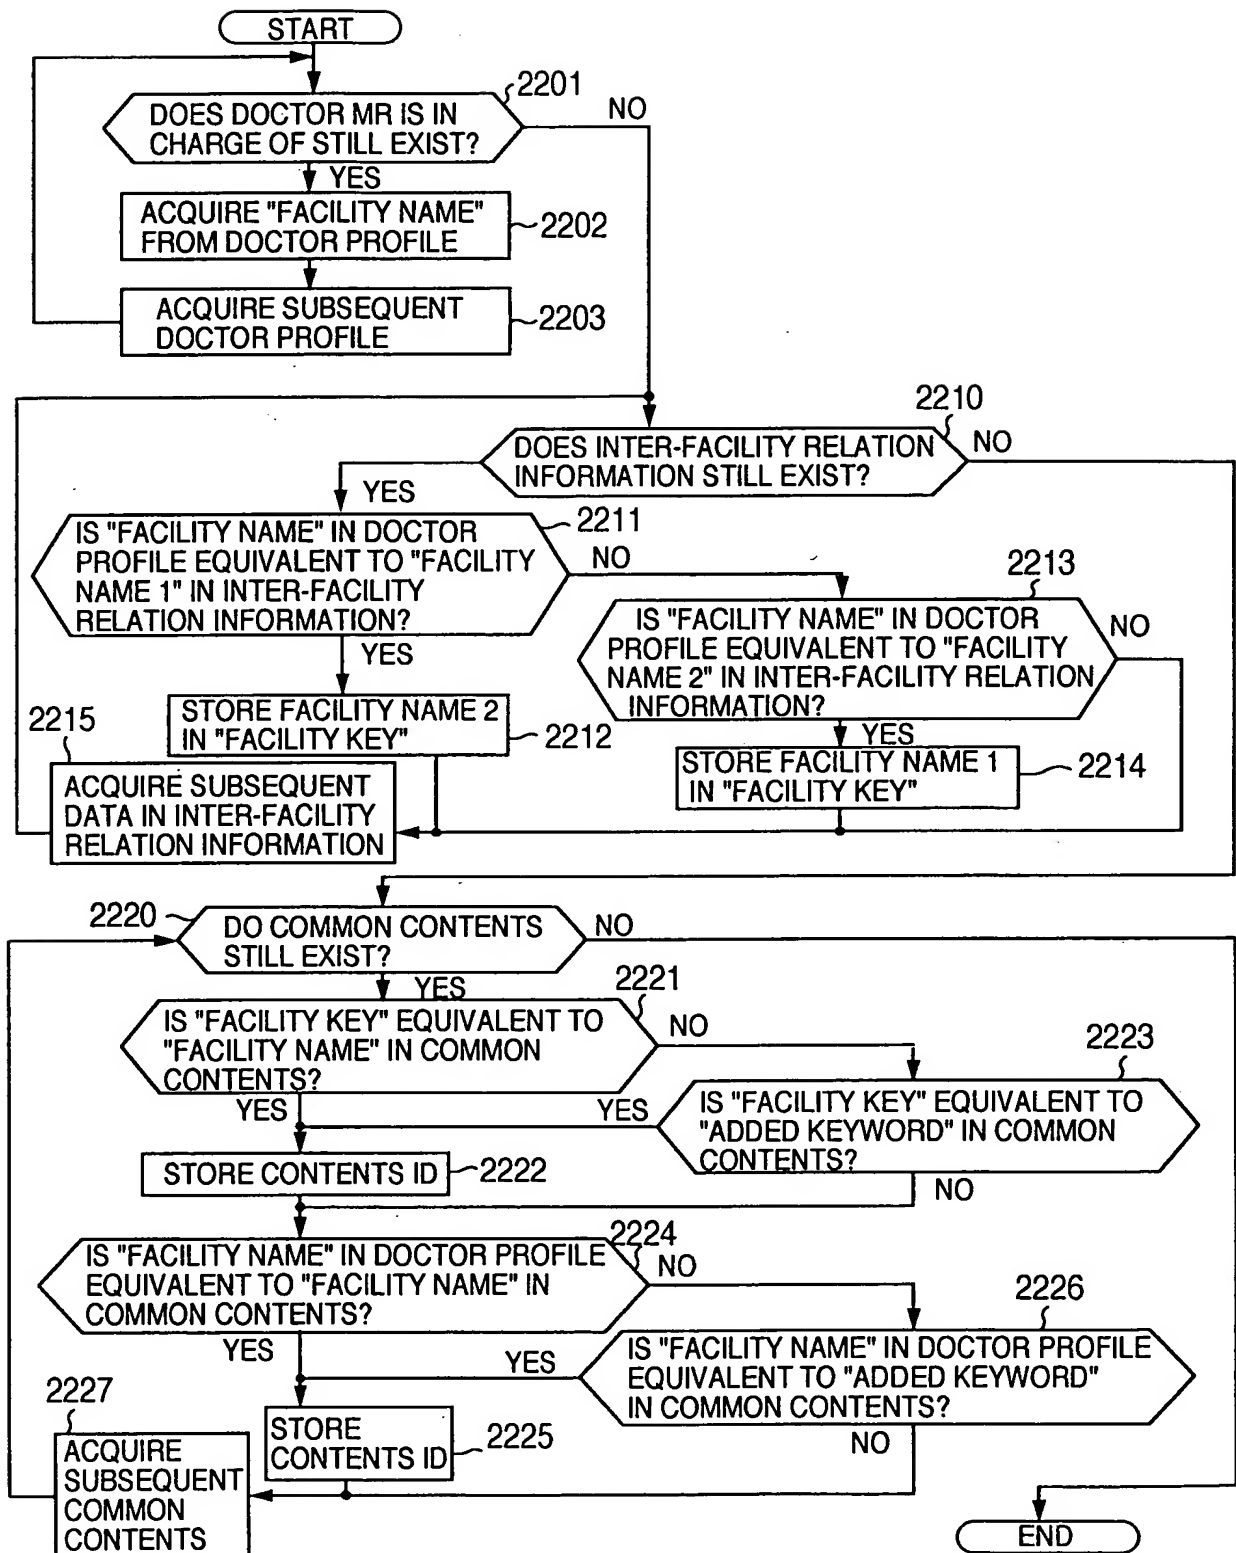 START
2201
DOES DOCTOR MR IS IN
CHARGE OF STILL EXIST?
NO
YES
ACQUIRE "FACILITY NAME"
FROM DOCTOR PROFILE
2202
ACQUIRE SUBSEQUENT
DOCTOR PROFILE
2203
2210
DOES INTER-FACILITY RELATION
INFORMATION STILL EXIST?
NO
YES
2211
IS "FACILITY NAME" IN DOCTOR
PROFILE EQUIVALENT TO "FACILITY
NAME 1" IN INTER-FACILITY
RELATION INFORMATION?
NO
YES
2213
IS "FACILITY NAME" IN DOCTOR
PROFILE EQUIVALENT TO "FACILITY
NAME 2" IN INTER-FACILITY RELATION
INFORMATION?
NO
YES
STORE FACILITY NAME 2
IN "FACILITY KEY"
2212
STORE FACILITY NAME 1
IN "FACILITY KEY"
2214
2215
ACQUIRE SUBSEQUENT
DATA IN INTER-FACILITY
RELATION INFORMATION
2220
DO COMMON CONTENTS
STILL EXIST?
NO
YES
2221
IS "FACILITY KEY" EQUIVALENT TO
"FACILITY NAME" IN COMMON
CONTENTS?
NO
YES
2223
IS "FACILITY KEY" EQUIVALENT TO
"ADDED KEYWORD" IN COMMON
CONTENTS?
YES
NO
STORE CONTENTS ID
2222
2224
IS "FACILITY NAME" IN DOCTOR PROFILE
EQUIVALENT TO "FACILITY NAME" IN
COMMON CONTENTS?
NO
YES
2226
IS "FACILITY NAME" IN DOCTOR PROFILE
EQUIVALENT TO "ADDED KEYWORD"
IN COMMON CONTENTS?
YES
NO
STORE
CONTENTS ID
2225
2227
ACQUIRE
SUBSEQUENT
COMMON
CONTENTS
END